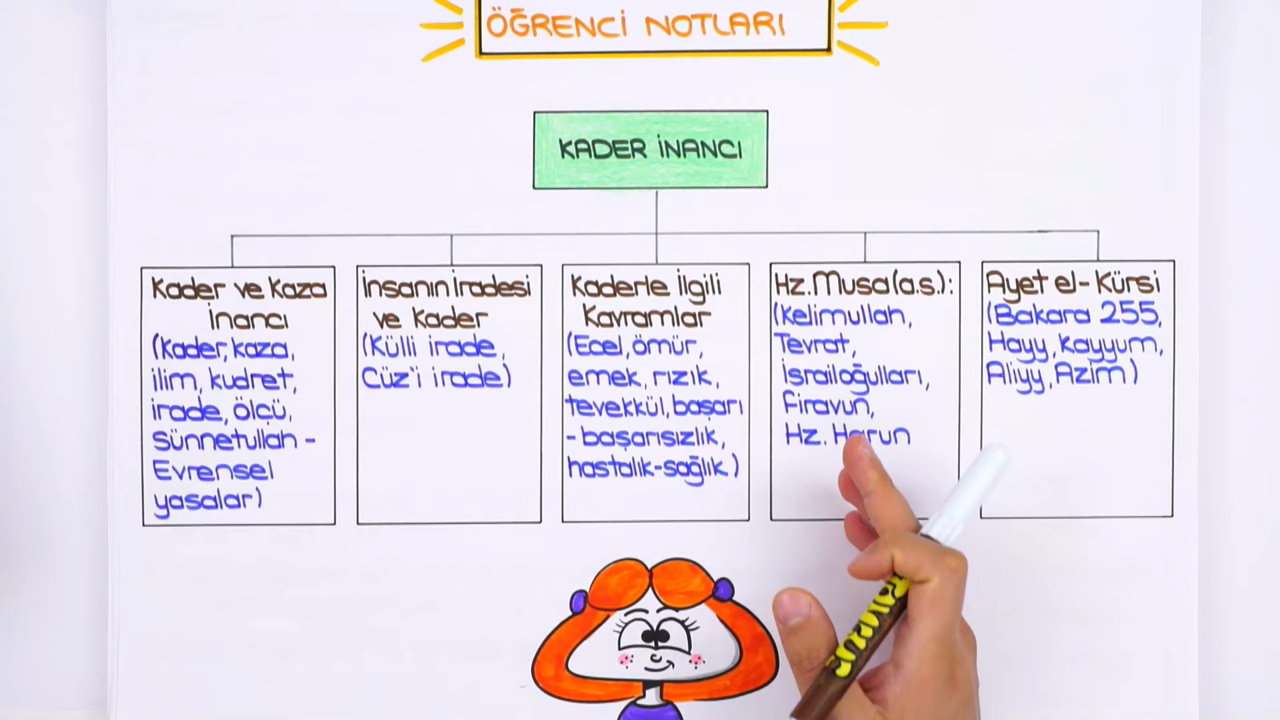 ÖĞRENCİ NOTLARI
KADER İNANCI
Kader ve Kaza
İnancı
(Kader, kaza,
ilim, kudret,
irade, ölçü,
Sünnetullah -
Evrensel
yasalar)
İnsanın İradesi
ve Kader
(Külli irade,
Cüz'i irade)
Kaderle İlgili
Kavramlar
(Ecel, ömür,
emek, rızık,
tevekkül, başarı
- başarısızlık,
hastalık-sağlık)
Hz. Musa (a.s.):
(Kelimullah,
Tevrat,
İsrailoğulları,
Firavun,
Hz. Harun
Ayet el-Kürsi
(Bakara 255,
Hayy, Kayyum,
Aliyy, Azim)